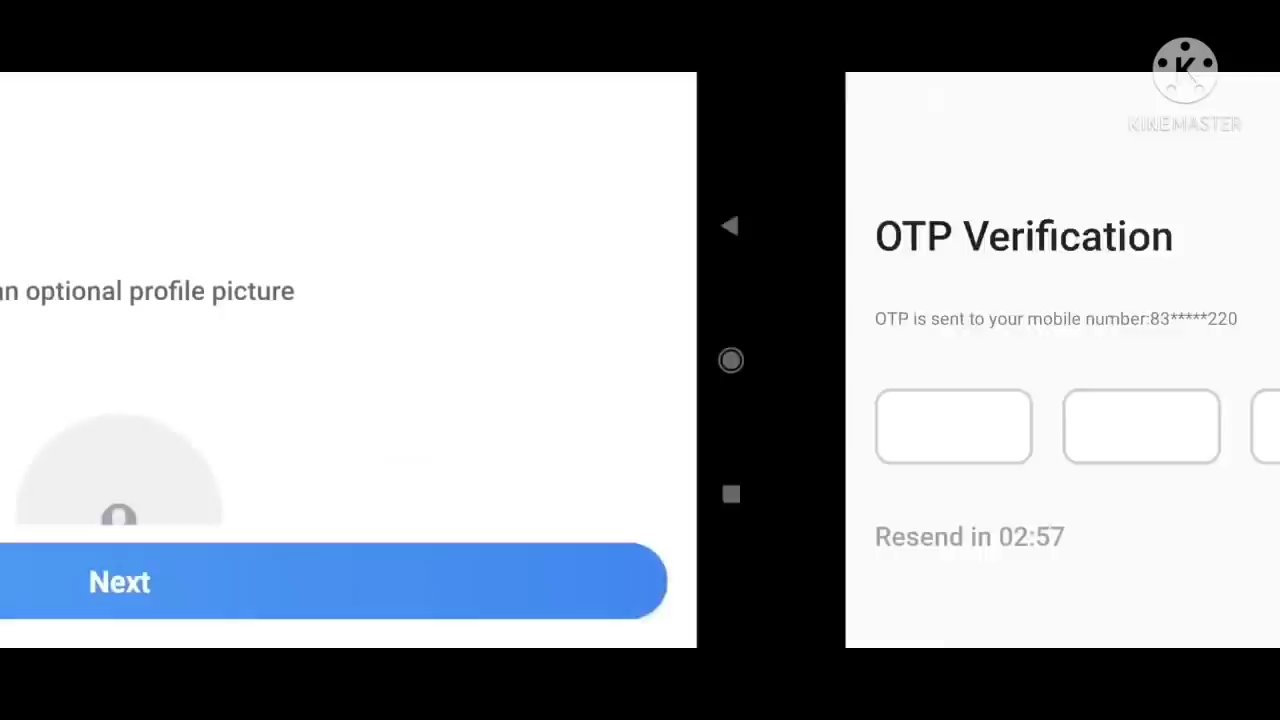 KINEMASTER
an optional profile picture
Next
OTP Verification
OTP is sent to your mobile number:83*****220
Resend in 02:57